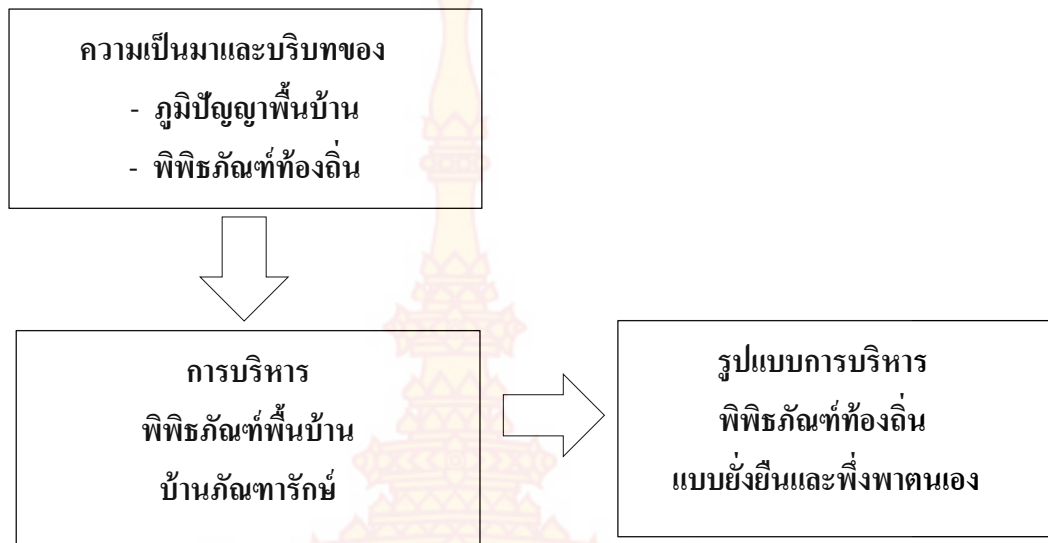 ความเป็นมาและบริบทของ
- ภูมิปัญญาพื้นบ้าน
- พิพิธภัณฑ์ท้องถิ่น
การบริหาร
พิพิธภัณฑ์พื้นบ้าน
บ้านภัณฑารักษ์
รูปแบบการบริหาร
พิพิธภัณฑ์ท้องถิ่น
แบบยั่งยืนและพึ่งพาตนเอง